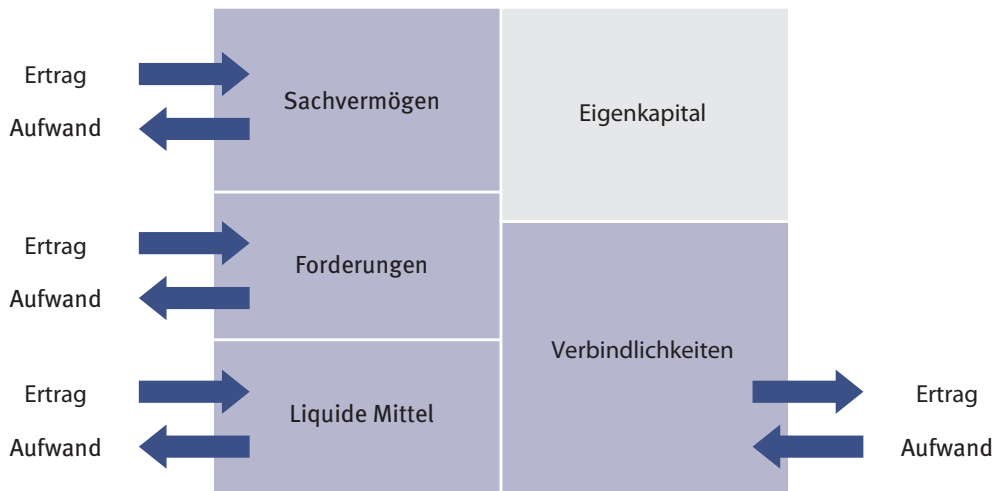 Ertrag
Aufwand
Sachvermögen
Eigenkapital
Ertrag
Aufwand
Forderungen
Verbindlichkeiten
Ertrag
Aufwand
Liquide Mittel
Ertrag
Aufwand